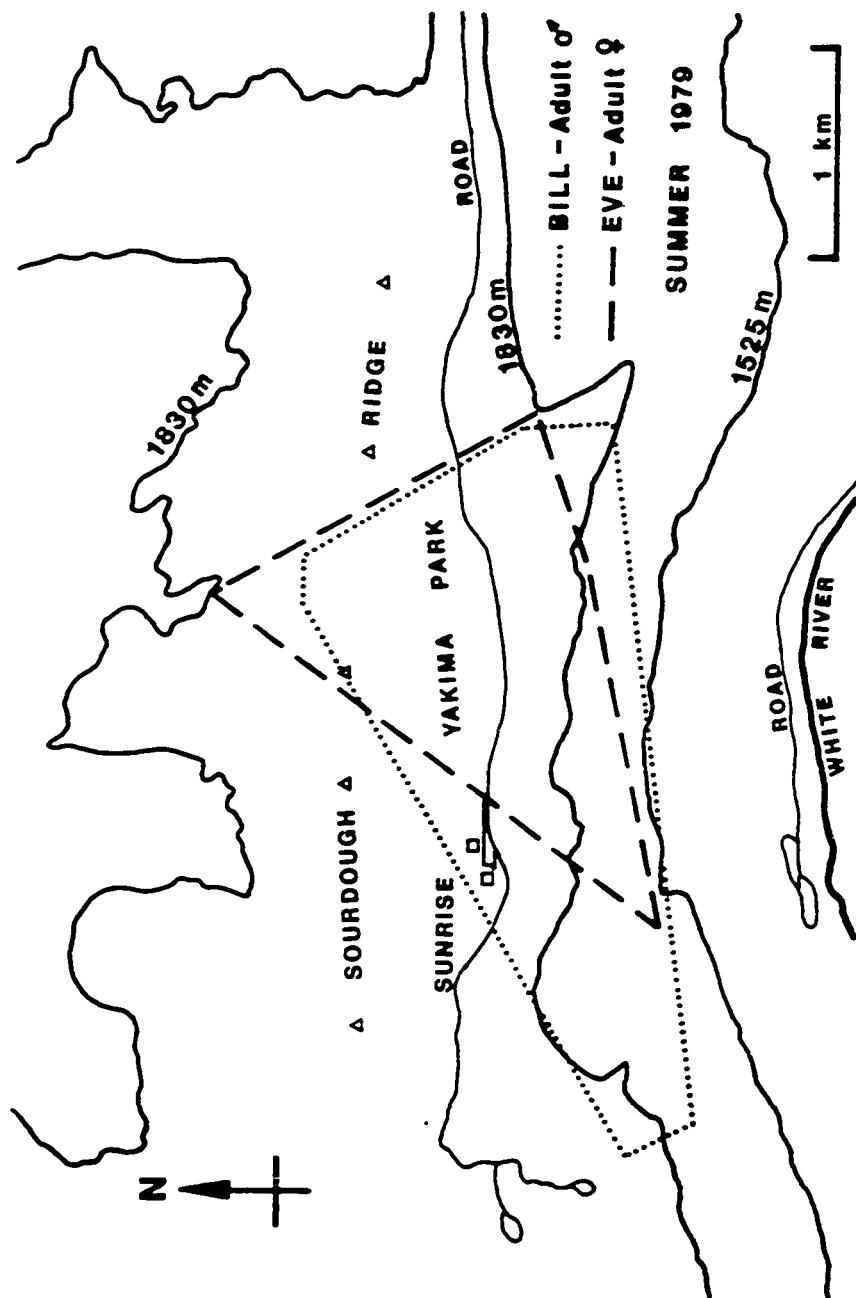 N
1830m
SOURDOUGH
RIDGE
SUNRISE
YAKIMA PARK
ROAD
1830m
BILL-Adult ♂
EVE-Adult ♀
SUMMER 1979
1525m
1 km
ROAD
WHITE RIVER